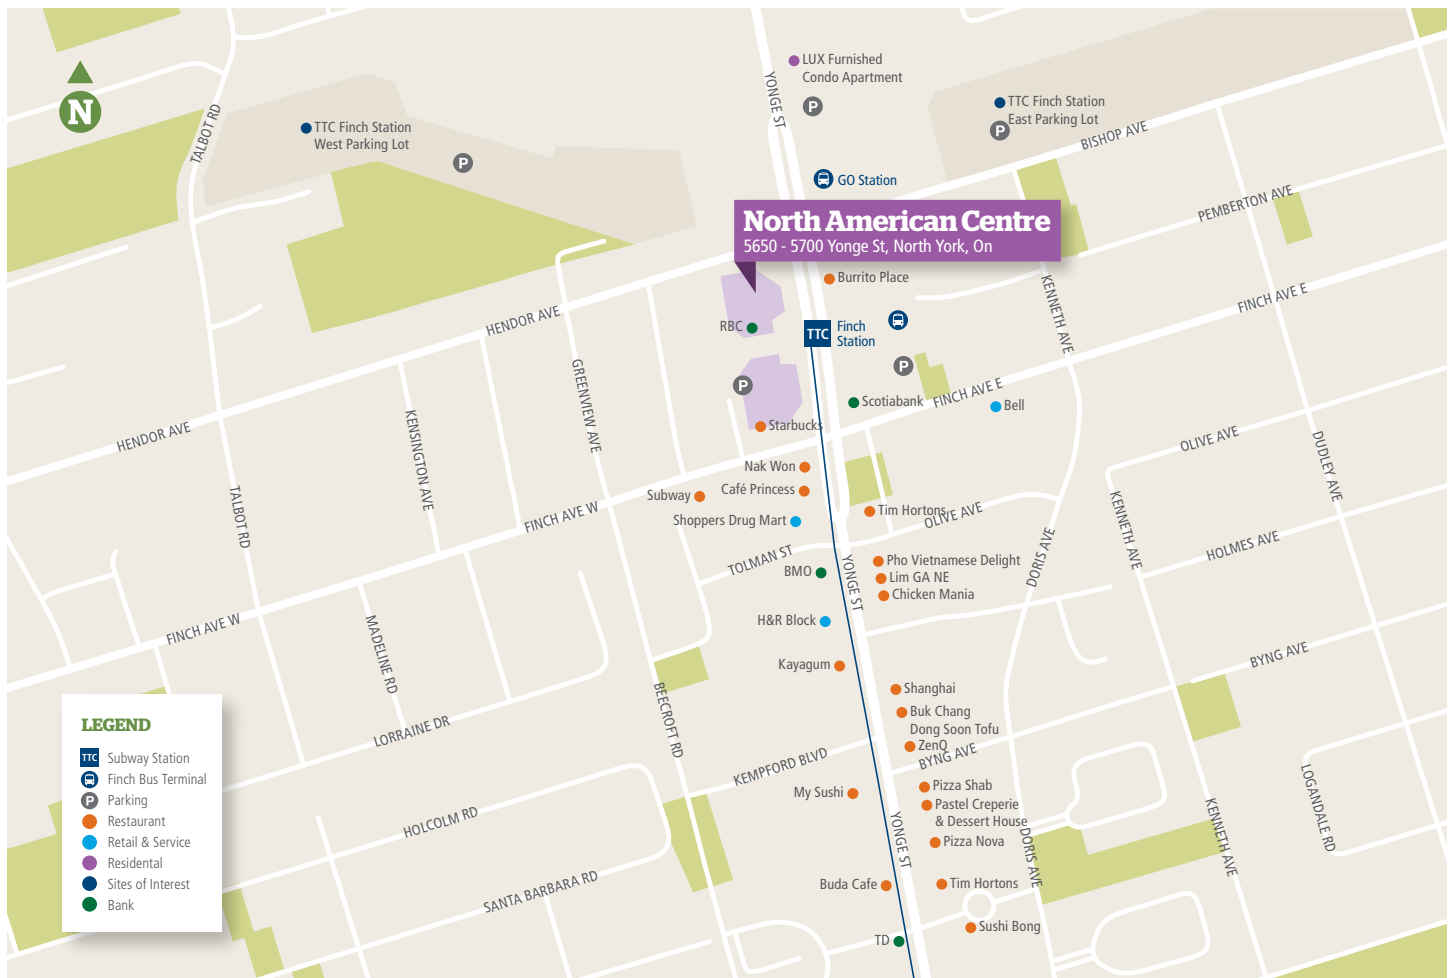 N
TALBOT RD
TTC Finch Station
West Parking Lot
P
YONGE ST
LUX Furnished
Condo Apartment
P
TTC Finch Station
East Parking Lot
P
BISHOP AVE
GO Station
PEMBERTON AVE
North American Centre
5650 - 5700 Yonge St, North York, On
Burrito Place
KENNETH AVE
FINCH AVE E
HENDOR AVE
RBC
TTC
Finch
Station
P
P
GREENVIEW AVE
Scotiabank
FINCH AVE E
Bell
Starbucks
HENDOR AVE
KENSINGTON AVE
OLIVE AVE
DUDLEY AVE
Nak Won
Café Princess
Subway
Shoppers Drug Mart
TALBOT RD
FINCH AVE W
Tim Hortons
OLIVE AVE
KENNETH AVE
HOLMES AVE
TOLMAN ST
BMO
YONGE ST
Pho Vietnamese Delight
Lim GA NE
Chicken Mania
DORIS AVE
H&R Block
FINCH AVE W
MADELINE RD
Kayagum
BYNG AVE
Shanghai
Buk Chang
Dong Soon Tofu
ZenQ
BYNG AVE
BEECROFT RD
LORRAINE DR
KEMPFORD BLVD
My Sushi
Pizza Shab
Pastel Creperie
& Dessert House
Pizza Nova
LOGANDALE RD
KENNETH AVE
HOLCOLM RD
YONGE ST
DORIS AVE
SANTA BARBARA RD
Buda Cafe
Tim Hortons
Sushi Bong
TD
LEGEND
TTC Subway Station
Finch Bus Terminal
P Parking
Restaurant
Retail & Service
Residental
Sites of Interest
Bank